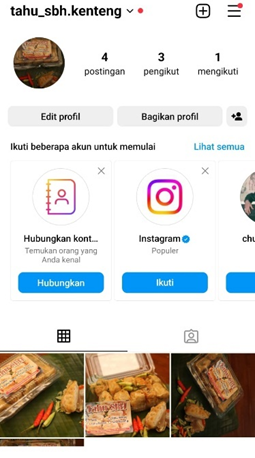 tahu_sbh.kenteng
4 3 1
postingan pengikut mengikuti
Edit profil Bagikan profil
Ikuti beberapa akun untuk memulai Lihat semua
Hubungkan kont... Instagram
Temukan orang yang Populer
Anda kenal
Hubungkan Ikuti